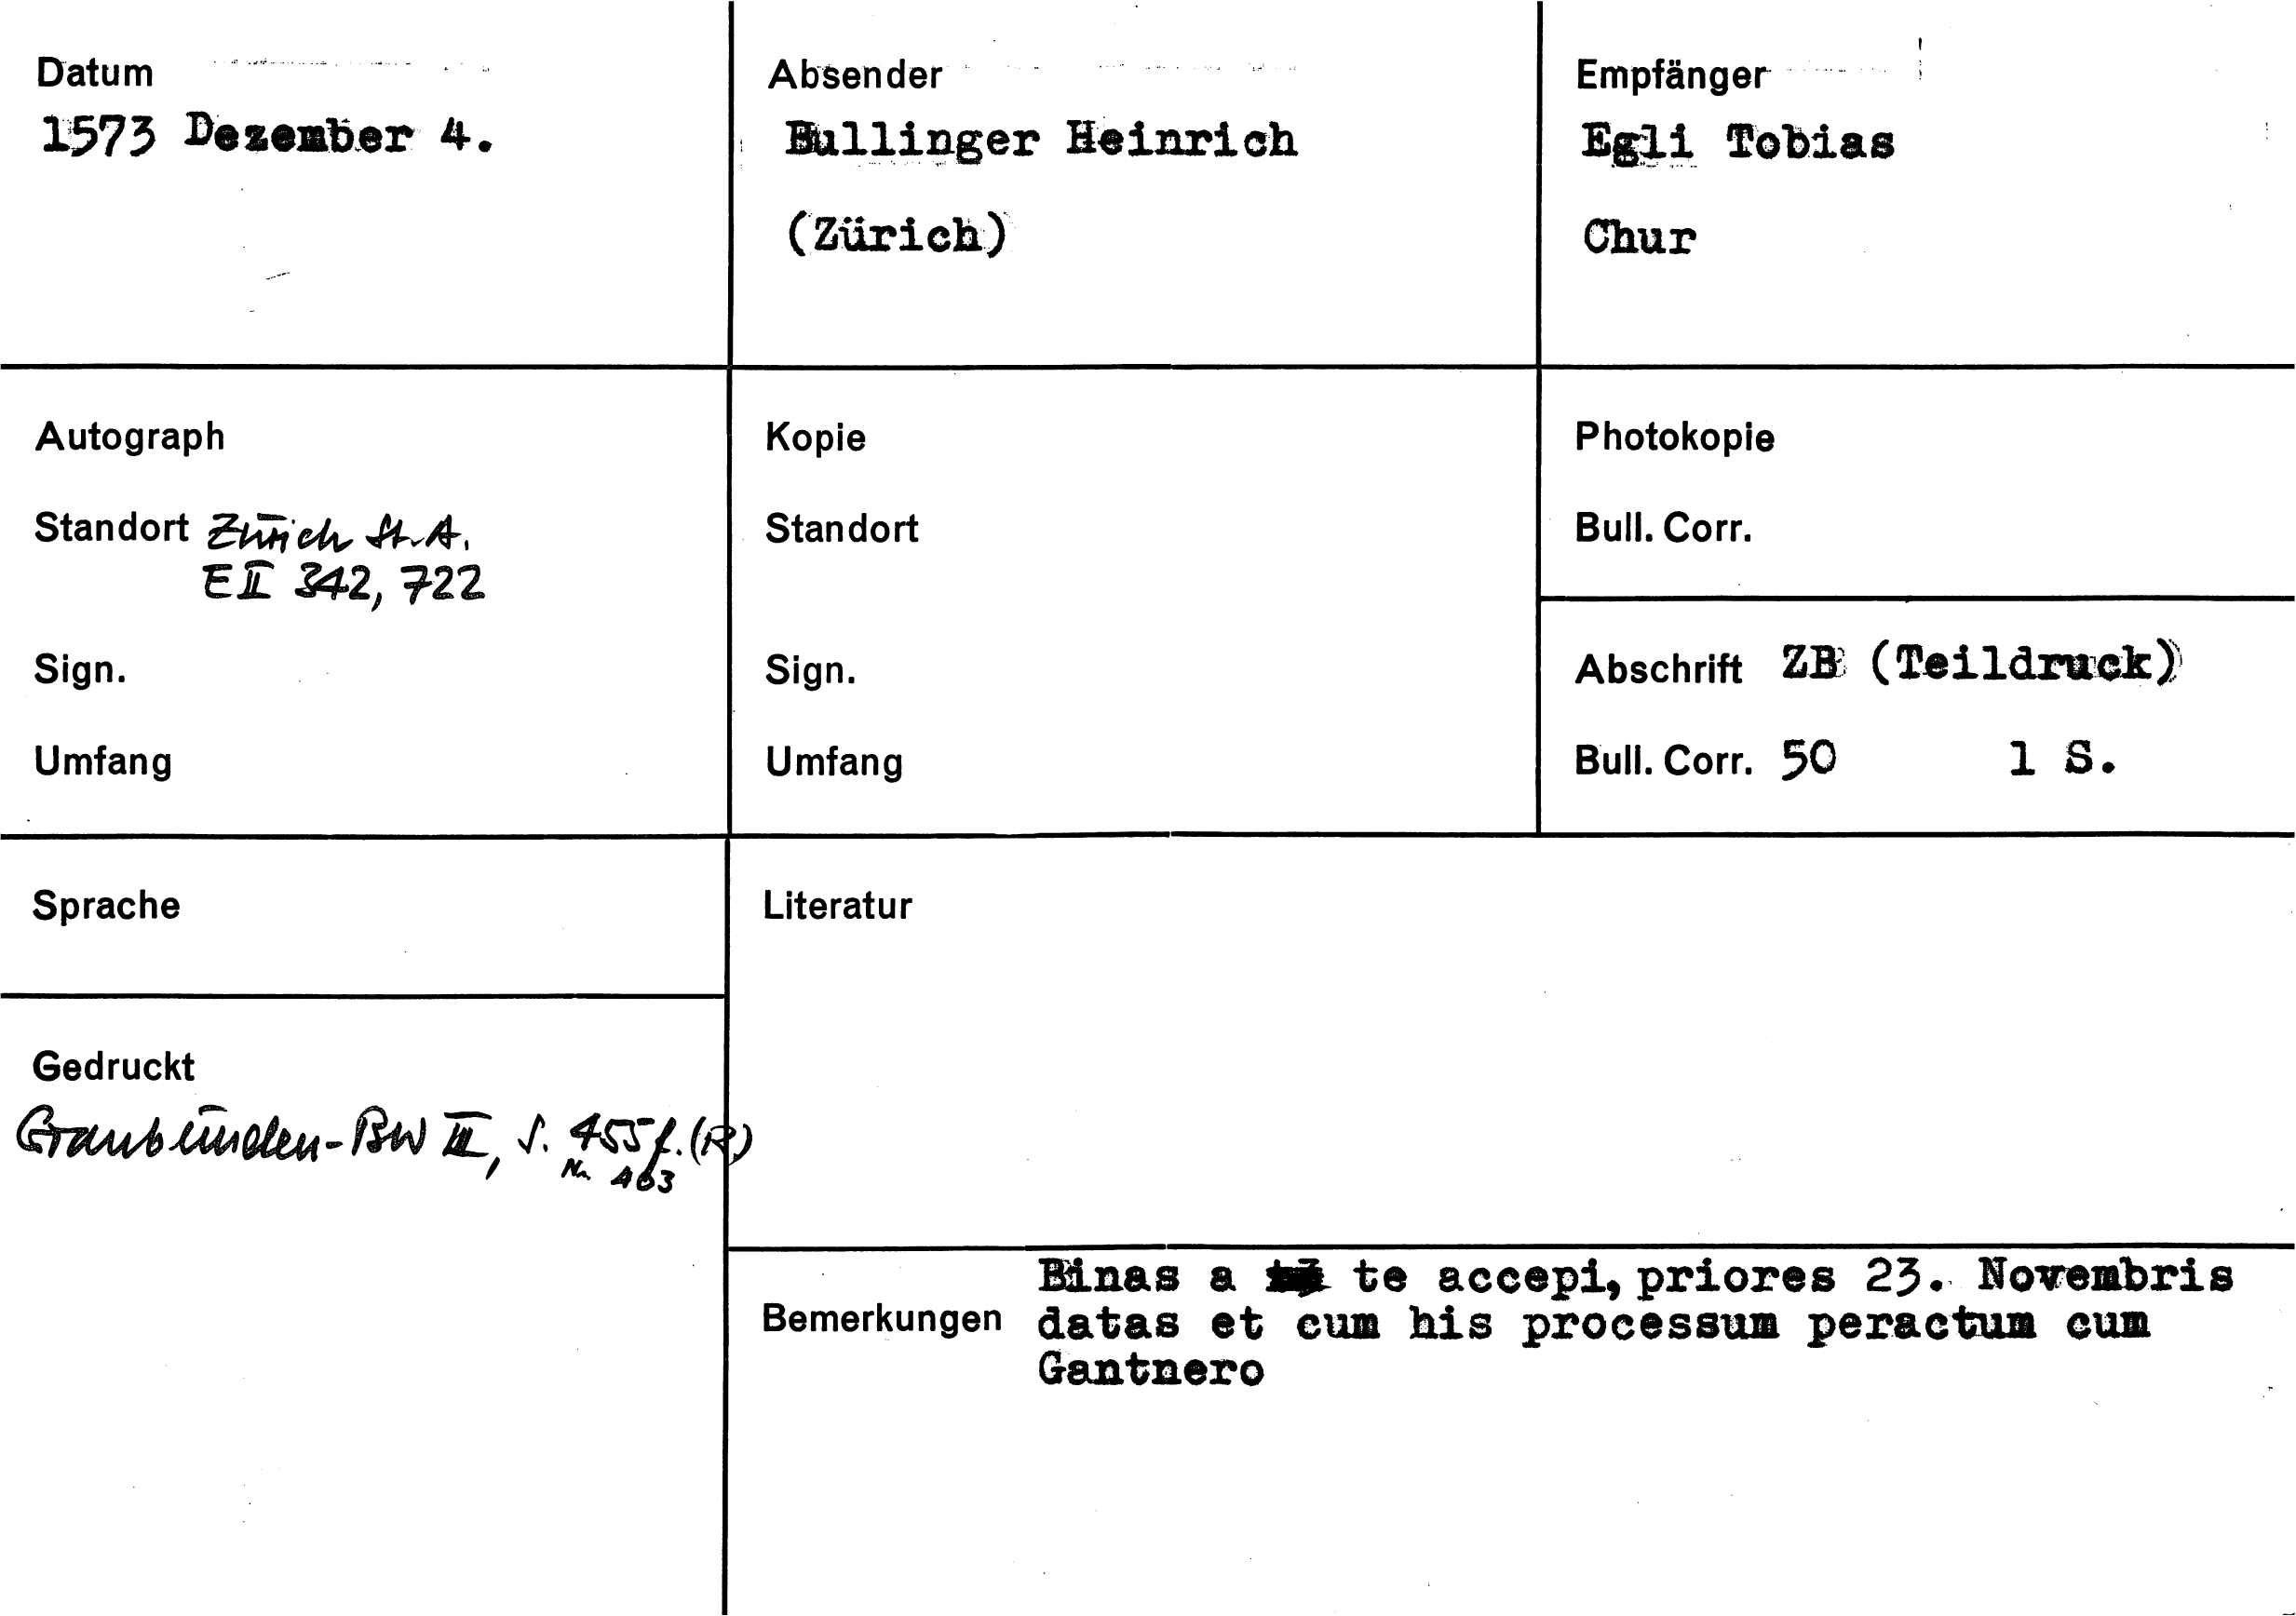 Datum
1573 Dezember 4.
Absender
Bullinger Heinrich
(Zürich)
Empfänger
Egli Tobias
Chur
Autograph
Standort Zürich St.A.
E II 342, 722
Sign.
Umfang
Kopie
Standort
Sign.
Umfang
Photokopie
Bull. Corr.
Abschrift ZB (Teildruck)
Bull. Corr. 50 1 S.
Sprache
Gedruckt
Graubünden-BW III, S. 455f. (R)
Nr. 403
Literatur
Bemerkungen
Binas a te accepi, priores 23. Novembris
datas et cum his processum peractum cum
Gantnero